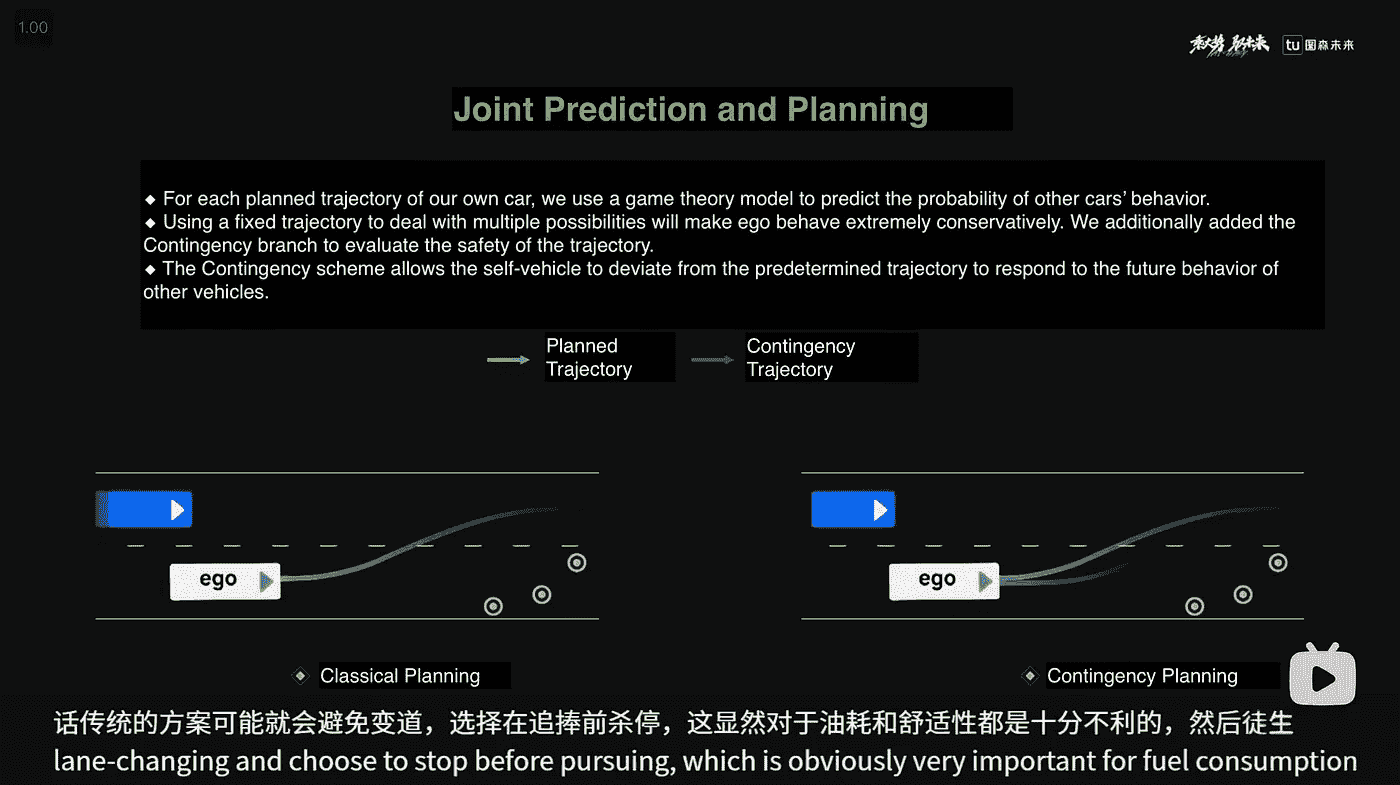 1.00
tu 图森未来
Joint Prediction and Planning
◆ For each planned trajectory of our own car, we use a game theory model to predict the probability of other cars’ behavior.
◆ Using a fixed trajectory to deal with multiple possibilities will make ego behave extremely conservatively. We additionally added the
Contingency branch to evaluate the safety of the trajectory.
◆ The Contingency scheme allows the self-vehicle to deviate from the predetermined trajectory to respond to the future behavior of
other vehicles.
Planned
Trajectory
Contingency
Trajectory
ego
ego
Classical Planning
Contingency Planning
话传统的方案可能就会避免变道，选择在追捧前杀停，这显然对于油耗和舒适性都是十分不利的，然后徒生
lane-changing and choose to stop before pursuing, which is obviously very important for fuel consumption